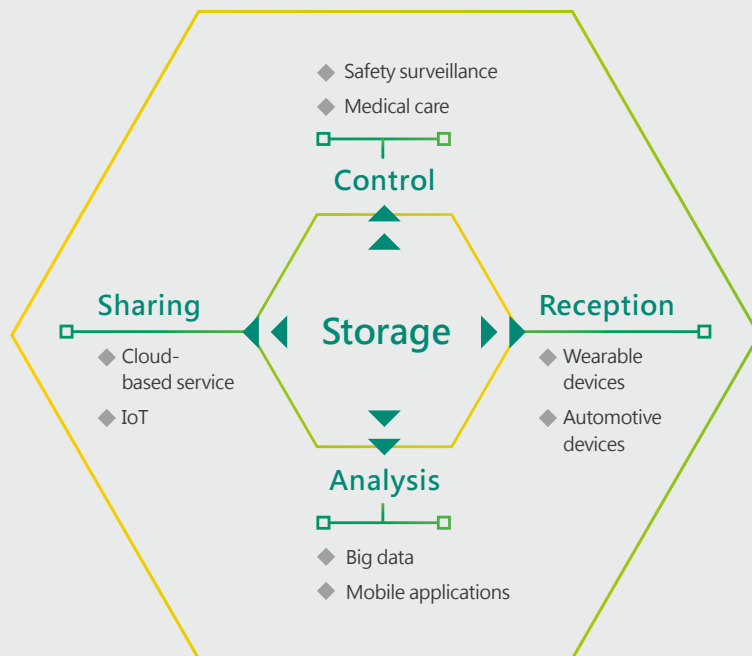 Safety surveillance
Medical care
Control
Sharing
Cloud-
based service
IoT
Storage
Reception
Wearable
devices
Automotive
devices
Analysis
Big data
Mobile applications